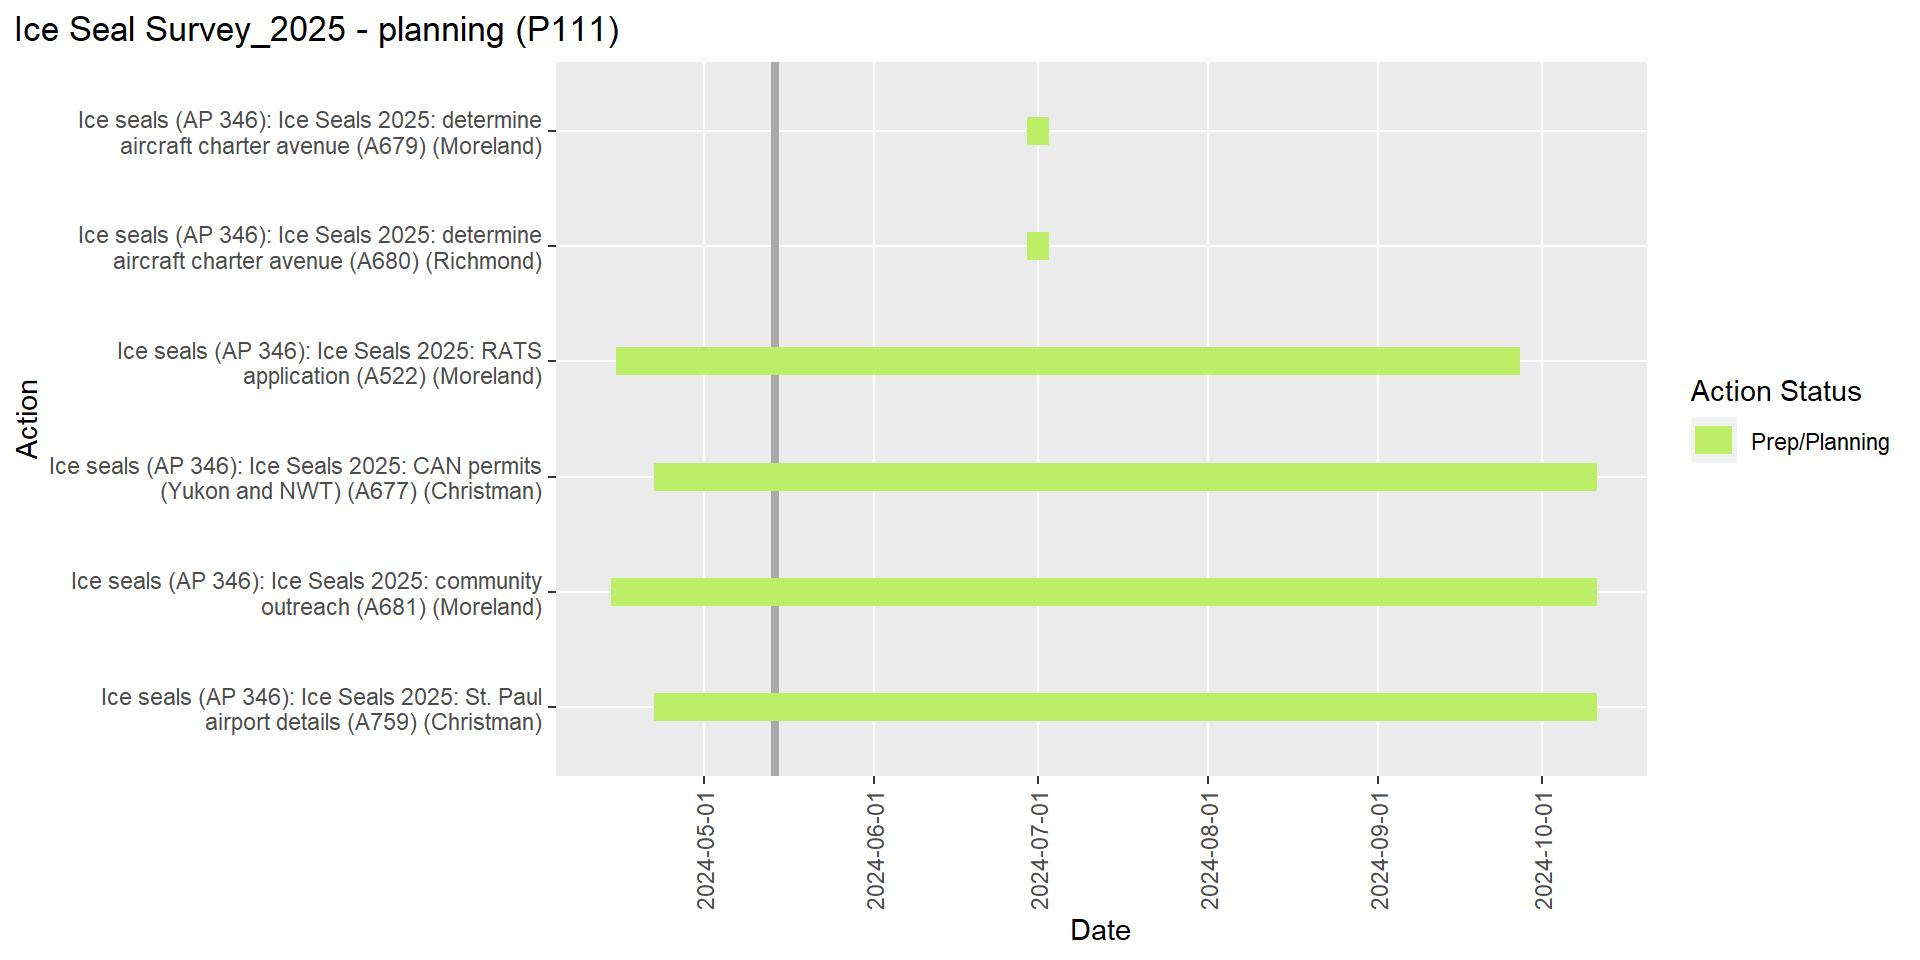 Ice Seal Survey_2025 - planning (P111)
Ice seals (AP 346): Ice Seals 2025: determine
aircraft charter avenue (A679) (Moreland)
Ice seals (AP 346): Ice Seals 2025: determine
aircraft charter avenue (A680) (Richmond)
Ice seals (AP 346): Ice Seals 2025: RATS
application (A522) (Moreland)
Ice seals (AP 346): Ice Seals 2025: CAN permits
(Yukon and NWT) (A677) (Christman)
Ice seals (AP 346): Ice Seals 2025: community
outreach (A681) (Moreland)
Ice seals (AP 346): Ice Seals 2025: St. Paul
airport details (A759) (Christman)
Action
2024-05-01
2024-06-01
2024-07-01
2024-08-01
2024-09-01
2024-10-01
Date
Action Status
Prep/Planning